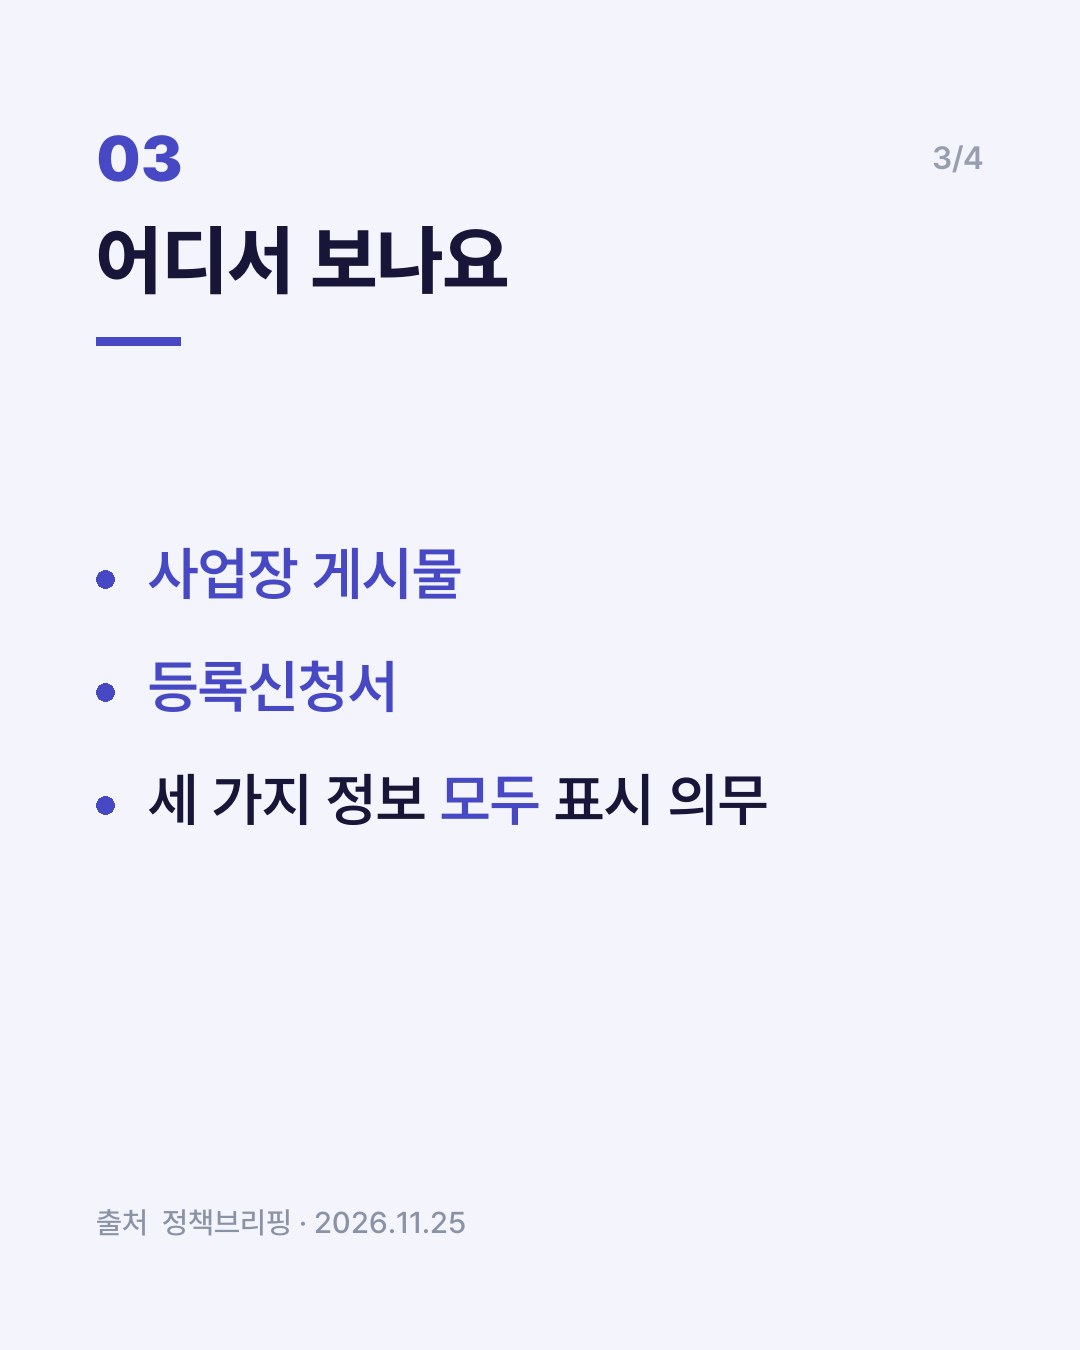 03
3/4
어디서 보나요
• 사업장 게시물
• 등록신청서
• 세 가지 정보 모두 표시 의무
출처 정책브리핑 · 2026.11.25